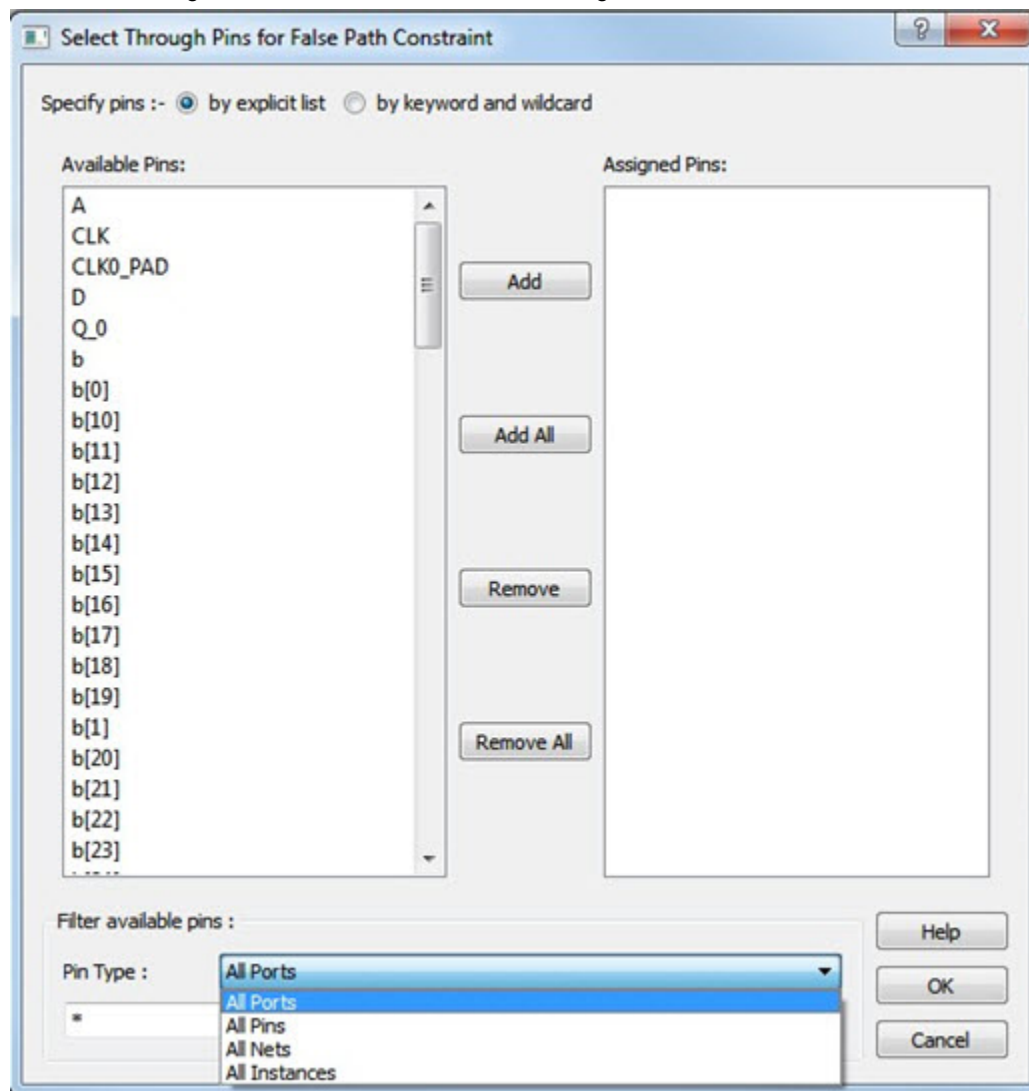 Select Through Pins for False Path Constraint
Specify pins :- by explicit list by keyword and wildcard
Available Pins:
Assigned Pins:
A
CLK
CLK0_PAD
D
Q_0
b
b[0]
b[10]
b[11]
b[12]
b[13]
b[14]
b[15]
b[16]
b[17]
b[18]
b[19]
b[1]
b[20]
b[21]
b[22]
b[23]
Add
Add All
Remove
Remove All
Filter available pins :
Pin Type :
All Ports
*
All Ports
All Pins
All Nets
All Instances
Help
OK
Cancel